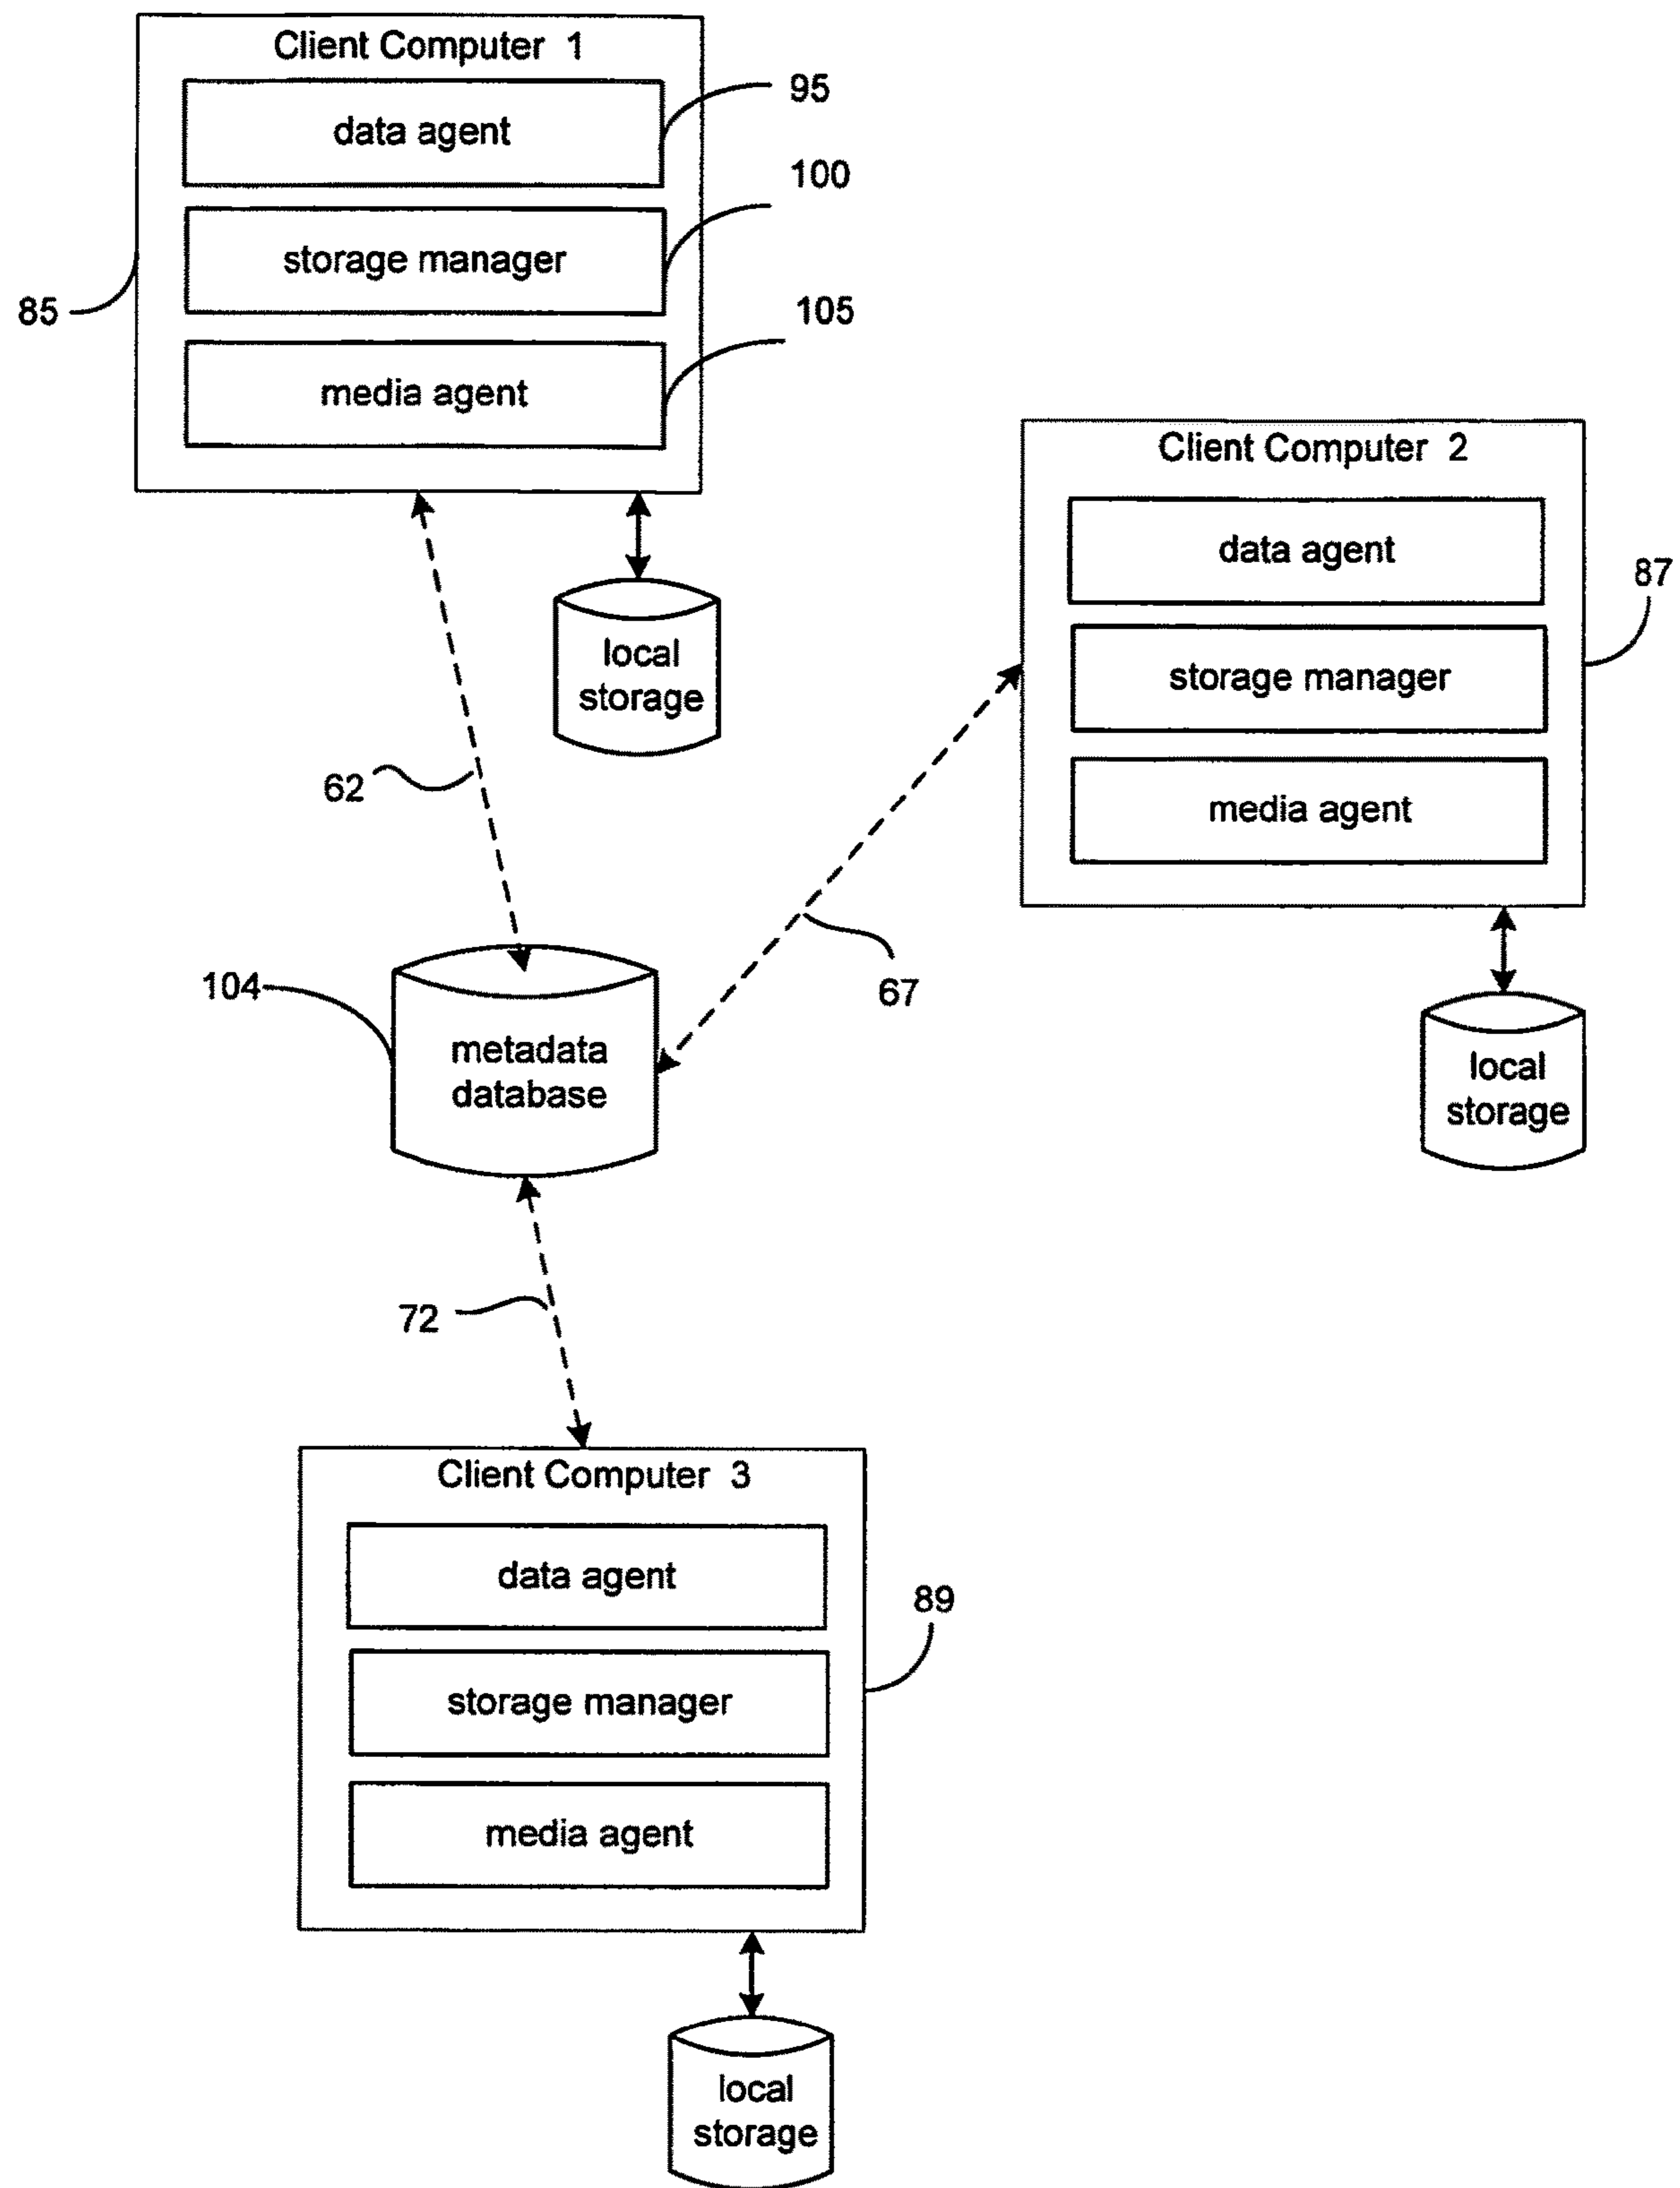 Client Computer 1
data agent
95
100
storage manager
105
85
media agent
local
storage
62
Client Computer 2
data agent
87
storage manager
media agent
67
local
storage
104
metadata
database
72
Client Computer 3
data agent
89
storage manager
media agent
local
storage